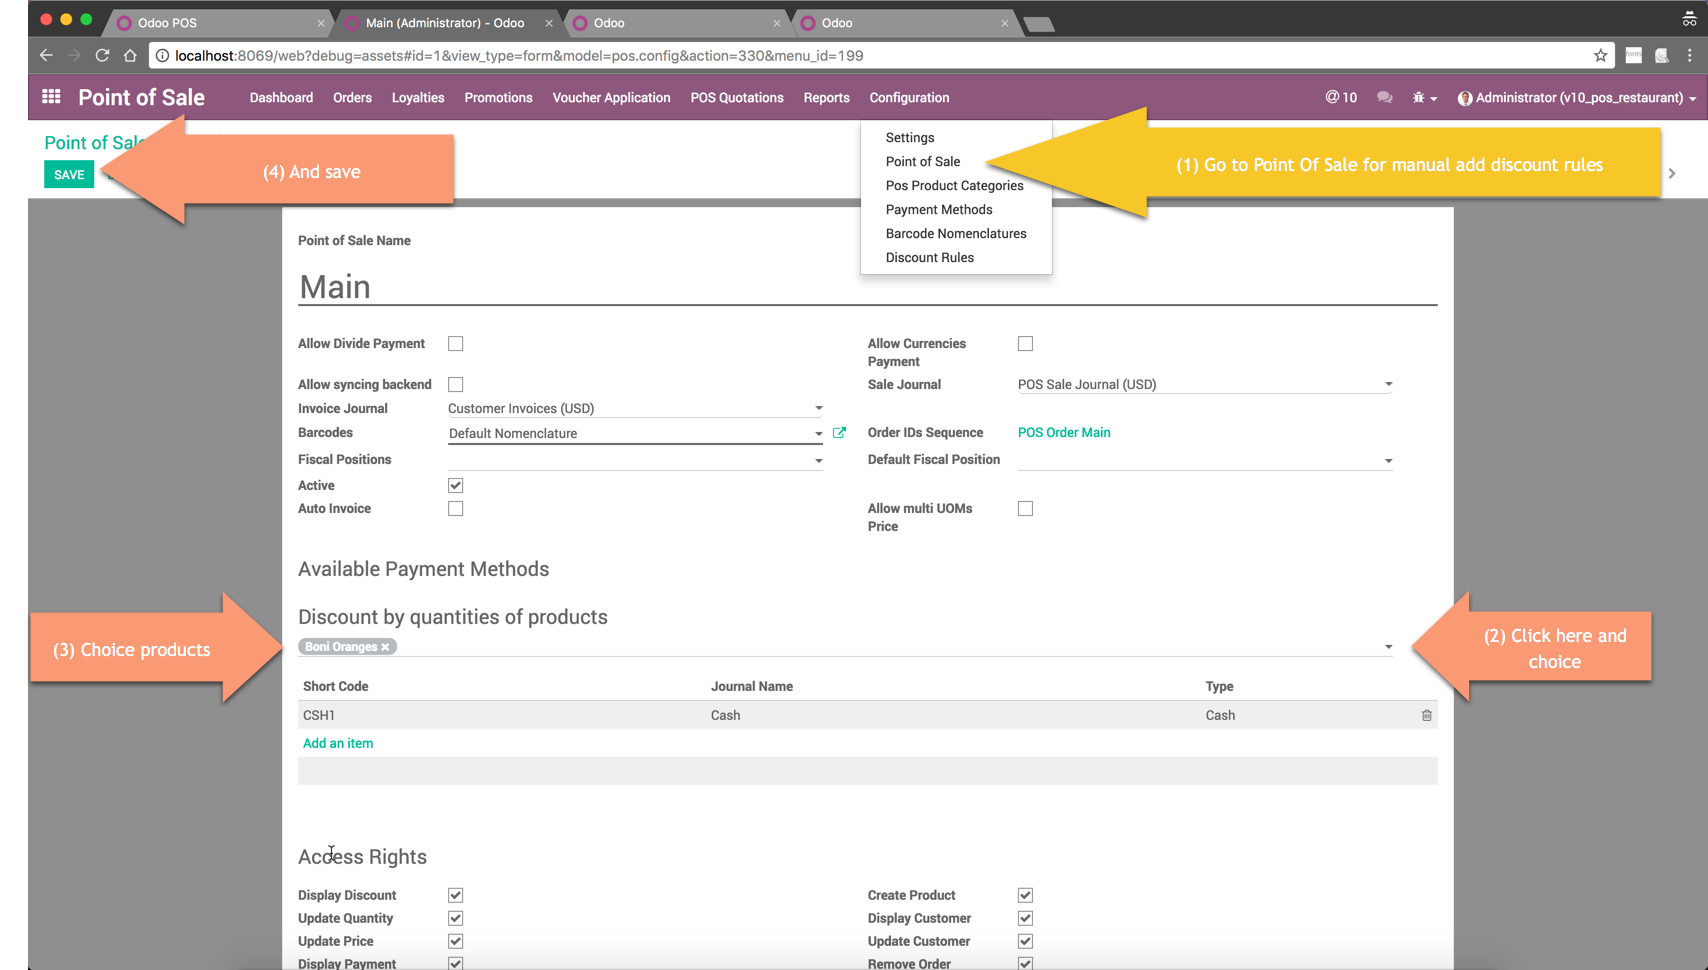 Odoo POS
Main (Administrator) - Odoo
Odoo
Odoo
localhost:8069/web?debug=assets#id=1&view_type=form&model=pos.config&action=330&menu_id=199
Point of Sale
Dashboard
Orders
Loyalties
Promotions
Voucher Application
POS Quotations
Reports
Configuration
@ 10
Administrator (v10_pos_restaurant)
Point of Sale
SAVE
(4) And save
Settings
Point of Sale
Pos Product Categories
Payment Methods
Barcode Nomenclatures
Discount Rules
(1) Go to Point Of Sale for manual add discount rules
Point of Sale Name
Main
Allow Divide Payment
Allow Currencies
Payment
Allow syncing backend
Sale Journal
POS Sale Journal (USD)
Invoice Journal
Customer Invoices (USD)
Barcodes
Default Nomenclature
Order IDs Sequence
POS Order Main
Fiscal Positions
Default Fiscal Position
Active
Auto Invoice
Allow multi UOMs
Price
Available Payment Methods
Discount by quantities of products
Boni Oranges ×
(3) Choice products
(2) Click here and
choice
Short Code
Journal Name
Type
CSH1
Cash
Cash
Add an item
Access Rights
Display Discount
Create Product
Update Quantity
Display Customer
Update Price
Update Customer
Display Payment
Remove Order